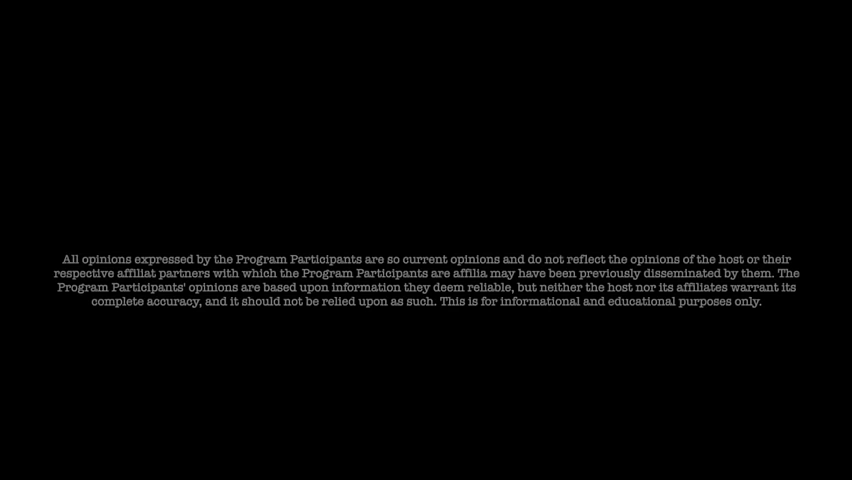 All opinions expressed by the Program Participants are so current opinions and do not reflect the opinions of the host or their
respective affiliat partners with which the Program Participants are affilia may have been previously disseminated by them. The
Program Participants' opinions are based upon information they deem reliable, but neither the host nor its affiliates warrant its
complete accuracy, and it should not be relied upon as such. This is for informational and educational purposes only.